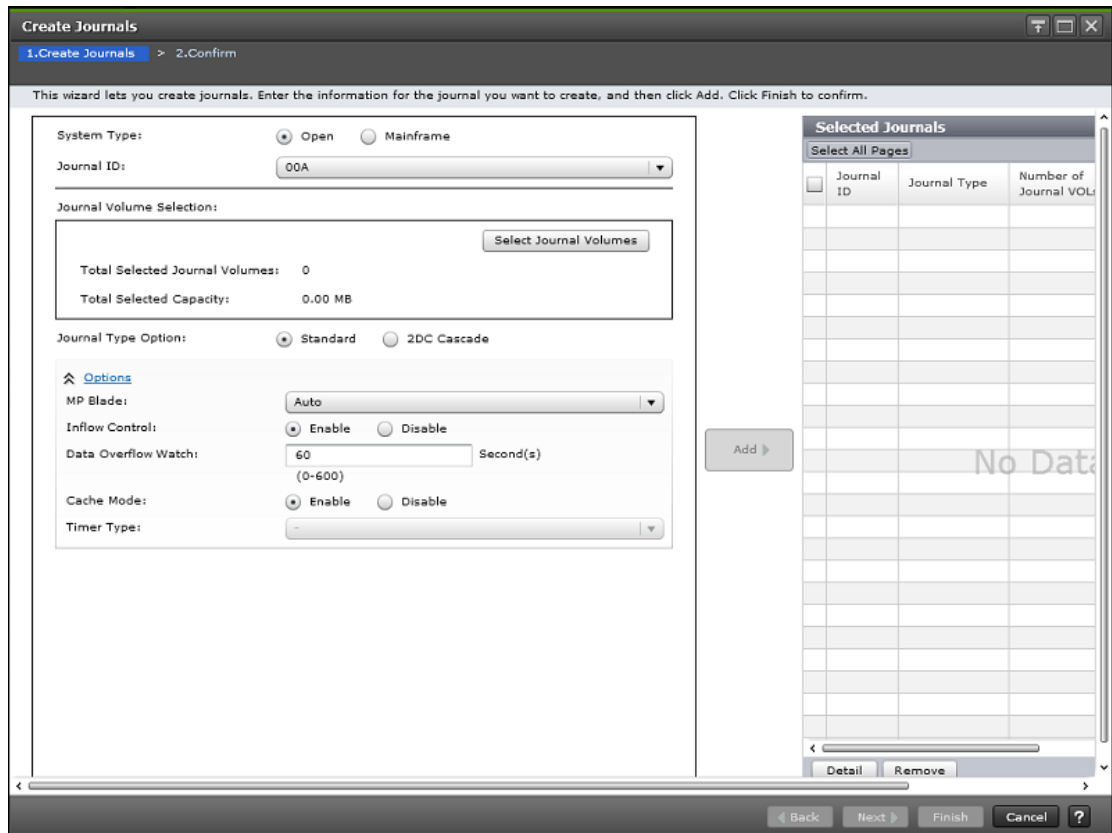 Create Journals
1.Create Journals > 2.Confirm
This wizard lets you create journals. Enter the information for the journal you want to create, and then click Add. Click Finish to confirm.
System Type: Open Mainframe
Journal ID: 00A
Journal Volume Selection:
Select Journal Volumes
Total Selected Journal Volumes: 0
Total Selected Capacity: 0.00 MB
Journal Type Option: Standard 2DC Cascade
Options
MP Blade: Auto
Inflow Control: Enable Disable
Data Overflow Watch: 60 Second(s)
(0-600)
Cache Mode: Enable Disable
Timer Type: -
Add
Selected Journals
Select All Pages
Journal ID
Journal Type
Number of
Journal VOLs
No Data
Detail Remove
Back Next Finish Cancel ?